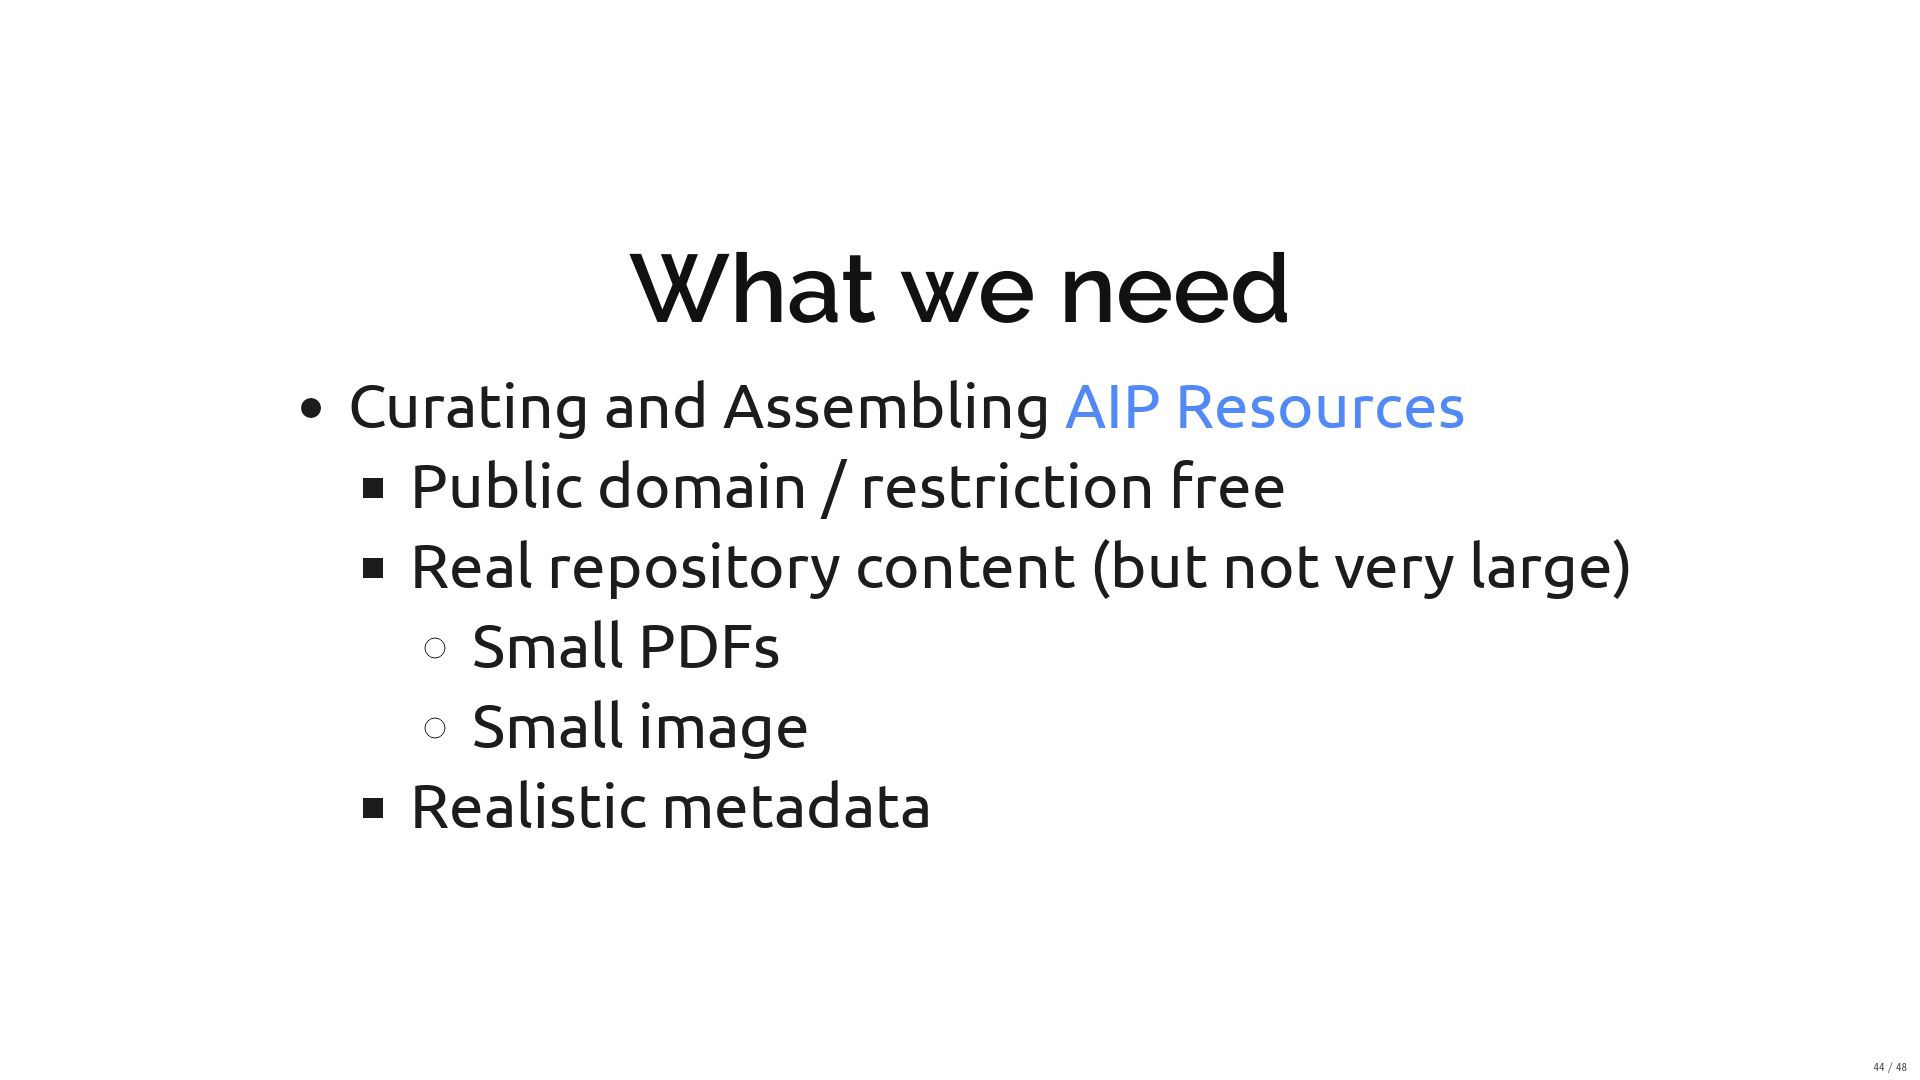 What we need
Curating and Assembling AIP Resources
Public domain / restriction free
Real repository content (but not very large)
Small PDFs
Small image
Realistic metadata
44 / 48